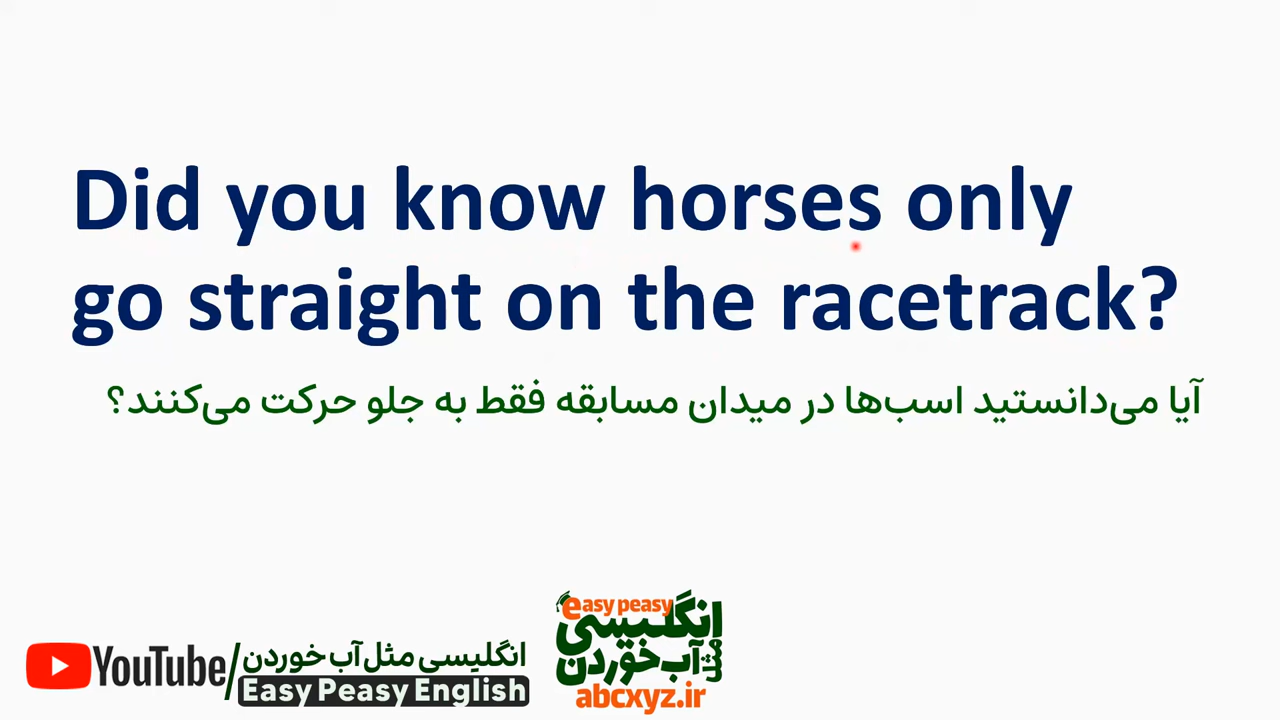 Did you know horses only
go straight on the racetrack?
آیا می‌دانستید اسب‌ها در میدان مسابقه فقط به جلو حرکت می‌کنند؟
YouTube/انگلیسی مثل آب خوردن
Easy Peasy English
easy peasy
انگلیسی
مثل
آب خوردن
abcxyz.ir